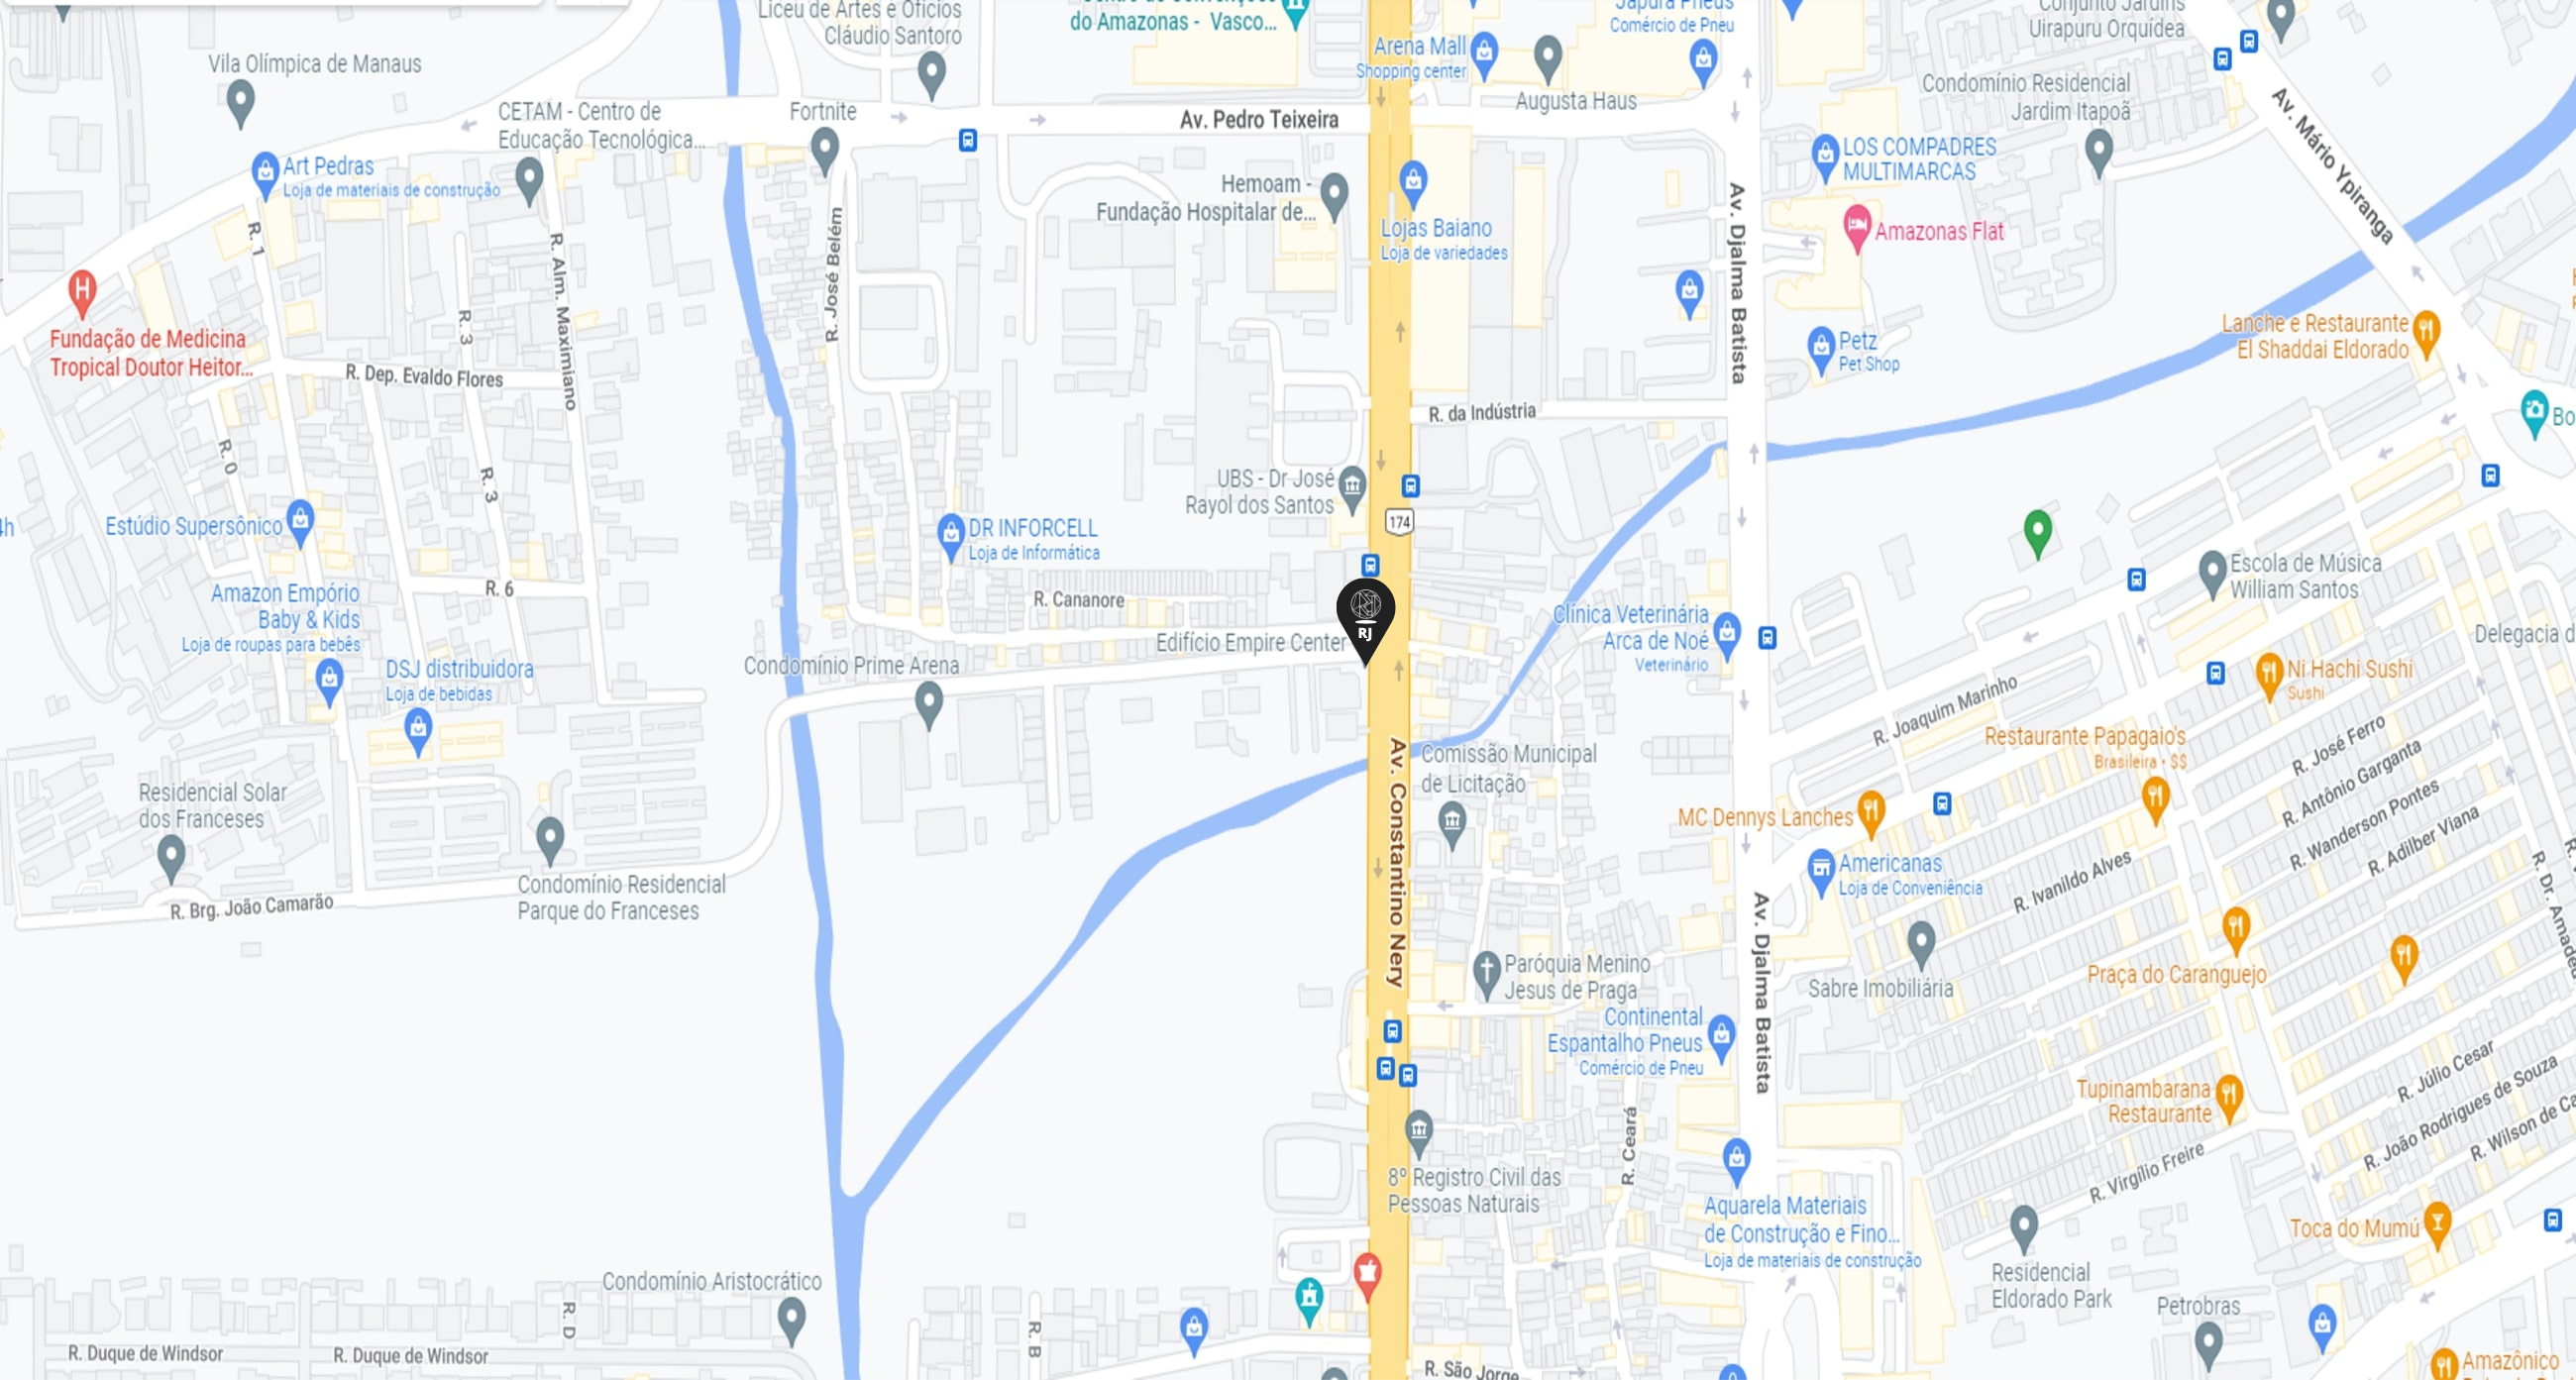 Liceu de Artes e Ofícios
Cláudio Santoro
do Amazonas - Vasco...
Japura Pneus
Comércio de Pneu
Conjunto Jardins
Uirapuru Orquídea
Arena Mall
Shopping center
Augusta Haus
Vila Olímpica de Manaus
CETAM - Centro de
Educação Tecnológica...
Fortnite
Av. Pedro Teixeira
Condomínio Residencial
Jardim Itapoã
Av. Mário Ypiranga
Art Pedras
Loja de materiais de construção
LOS COMPADRES
MULTIMARCAS
Hemoam -
Fundação Hospitalar de...
Lojas Baiano
Loja de variedades
Amazonas Flat
R. 1
R. Alm. Maximiano
R. José Belém
Av. Djalma Batista
Fundação de Medicina
Tropical Doutor Heitor...
R. 3
R. Dep. Evaldo Flores
Petz
Pet Shop
Lanche e Restaurante
El Shaddai Eldorado
R. da Indústria
Bo
R. 0
R. 3
UBS - Dr José
Rayol dos Santos
174
4h
Estúdio Supersônico
DR INFORCELL
Loja de Informática
Escola de Música
William Santos
Amazon Empório
Baby & Kids
Loja de roupas para bebês
R. 6
R. Cananore
RJ
Clínica Veterinária
Arca de Noé
Veterinário
Delegacia d
Edifício Empire Center
Condomínio Prime Arena
DSJ distribuidora
Loja de bebidas
Ni Hachi Sushi
Sushi
R. Joaquim Marinho
Restaurante Papagaio's
Brasileira · $$
R. José Ferro
R. Antônio Garganta
R. Wanderson Pontes
R. Adilber Viana
Av. Constantino Nery
Comissão Municipal
de Licitação
MC Dennys Lanches
Residencial Solar
dos Franceses
Americanas
Loja de Conveniência
R. Ivanildo Alves
R. Dr. Amadeu
Condomínio Residencial
Parque do Franceses
R. Brg. João Camarão
Av. Djalma Batista
Paróquia Menino
Jesus de Praga
Sabre Imobiliária
Praça do Caranguejo
Continental
Espantalho Pneus
Comércio de Pneu
R. Júlio Cesar
R. João Rodrigues de Souza
R. Wilson de Ca
Tupinambarana
Restaurante
R. Virgílio Freire
R. Ceará
8º Registro Civil das
Pessoas Naturais
Aquarela Materiais
de Construção e Fino...
Loja de materiais de construção
Toca do Mumú
Residencial
Eldorado Park
Petrobras
Condomínio Aristocrático
R. D
R. B
R. Duque de Windsor
R. Duque de Windsor
R. São Jorge
Amazônico